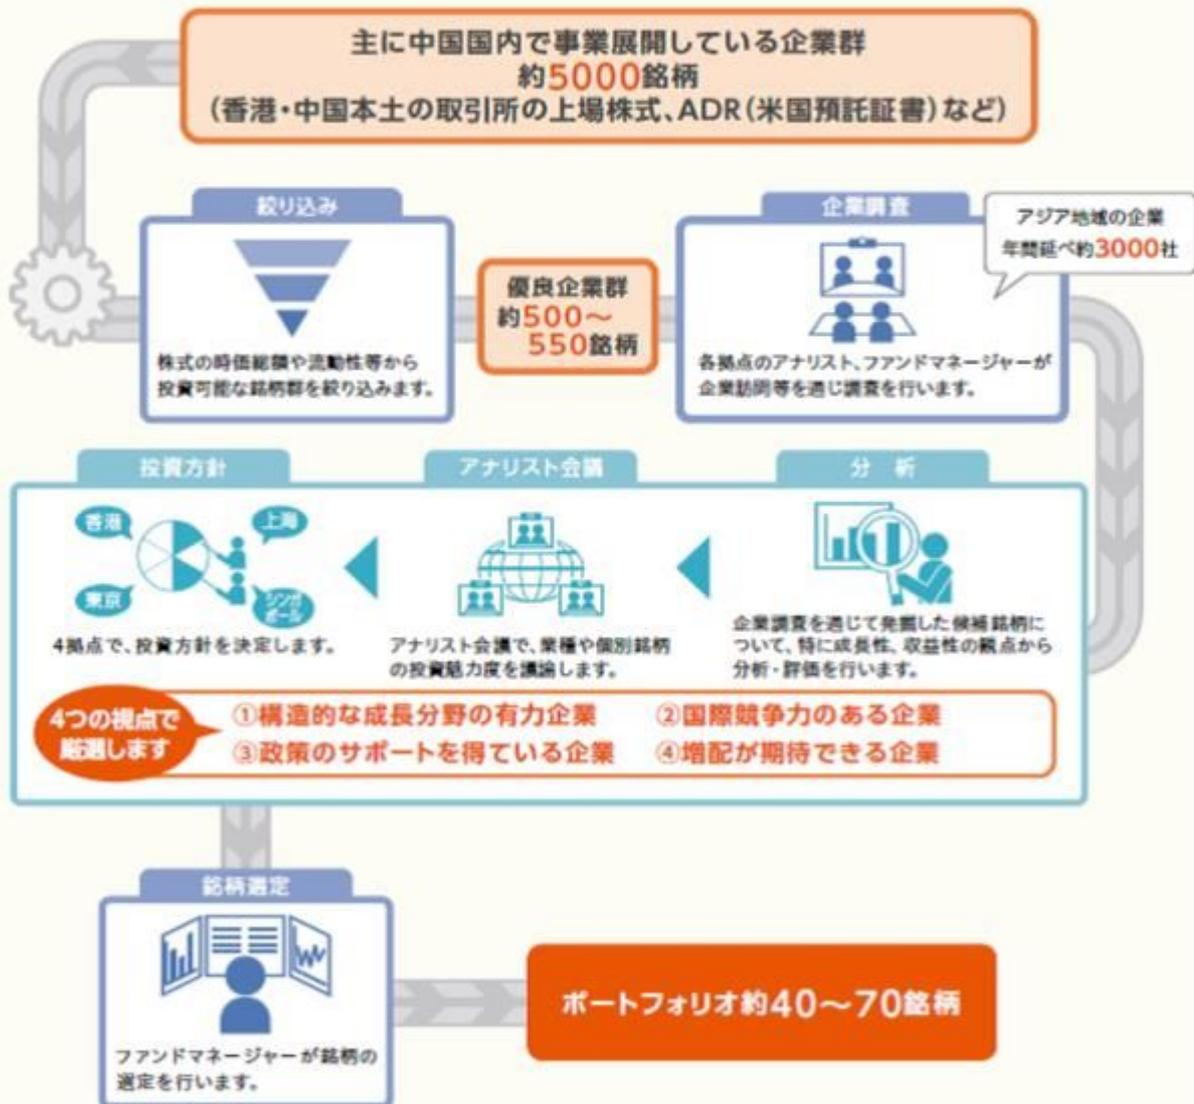 主に中国国内で事業展開している企業群
約5000銘柄
(香港・中国本土の取引所の上場株式、ADR(米国預託証書)など)
絞り込み
株式の時価総額や流動性等から
投資可能な銘柄群を絞り込みます。
優良企業群
約500〜
550銘柄
企業調査
アジア地域の企業
年間延べ約3000社
各拠点のアナリスト、ファンドマネージャーが
企業訪問等を通じ調査を行います。
分 析
企業調査を通じて発掘した候補銘柄に
ついて、特に成長性、収益性の観点から
分析・評価を行います。
アナリスト会議
アナリスト会議で、業種や個別銘柄
の投資魅力度を議論します。
投資方針
香港
上海
東京
シンガ
ポール
4拠点で、投資方針を決定します。
4つの視点で
厳選します
①構造的な成長分野の有力企業
②国際競争力のある企業
③政策のサポートを得ている企業
④増配が期待できる企業
銘柄選定
ファンドマネージャーが銘柄の
選定を行います。
ポートフォリオ約40〜70銘柄